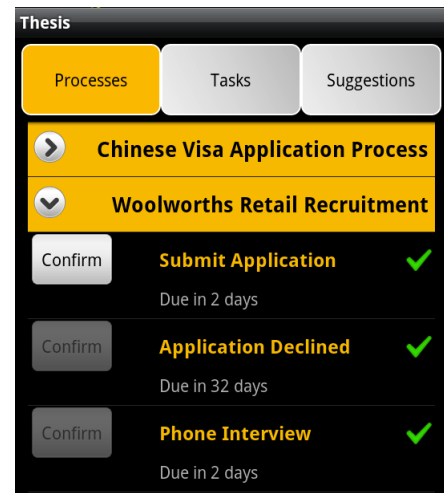 Thesis
Processes Tasks Suggestions
Chinese Visa Application Process
Woolworths Retail Recruitment
Confirm Submit Application
Due in 2 days
Confirm Application Declined
Due in 32 days
Confirm Phone Interview
Due in 2 days